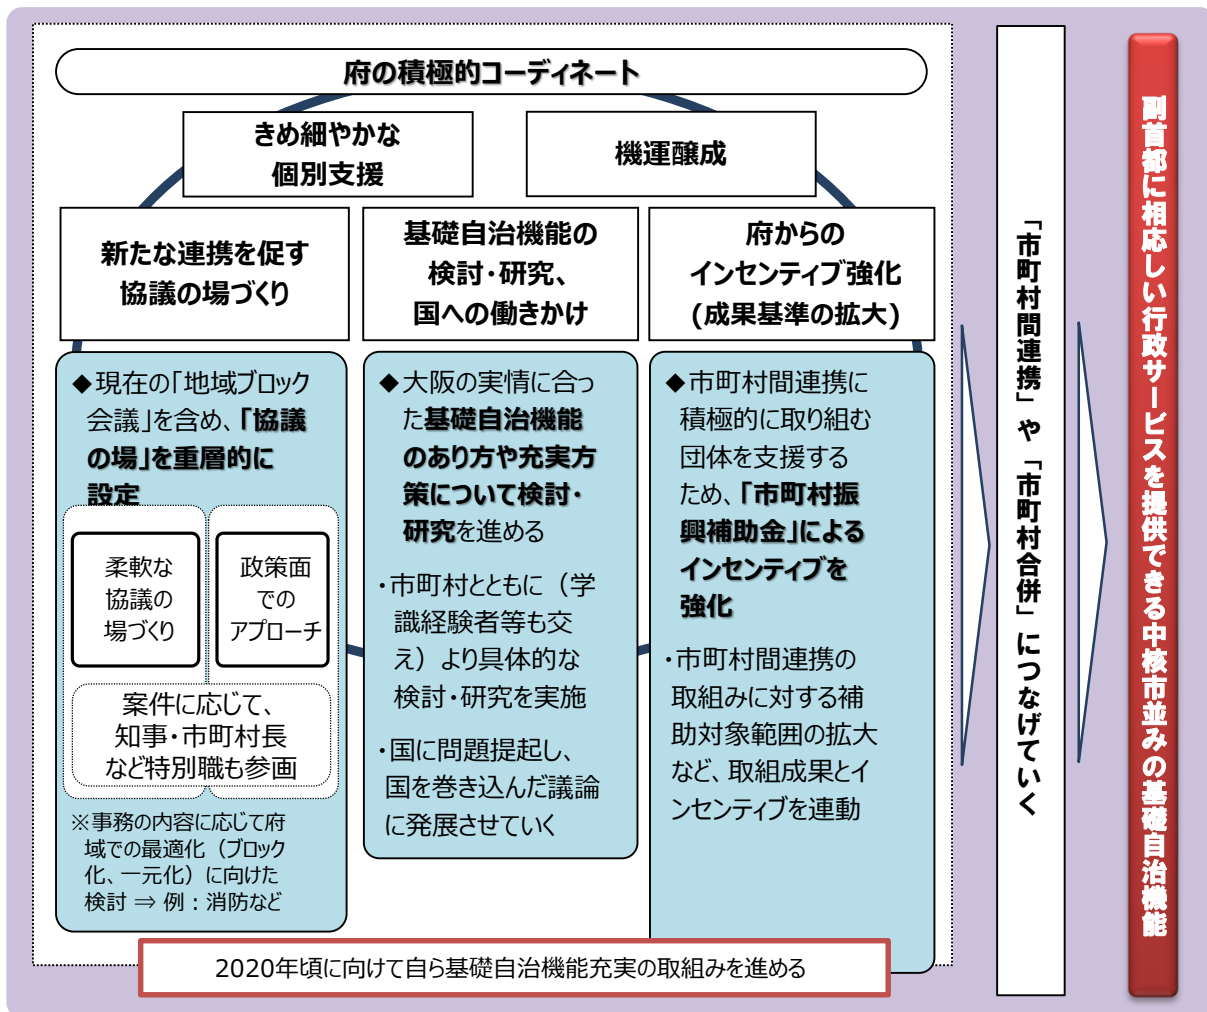 府の積極的コーディネート
きめ細やかな
個別支援
機運醸成
新たな連携を促す
協議の場づくり
基礎自治機能の
検討・研究、
国への働きかけ
府からの
インセンティブ強化
(成果基準の拡大)
◆現在の「地域ブロック
会議」を含め、「協議
の場」を重層的に
設定
柔軟な
協議の
場づくり
政策面
での
アプローチ
案件に応じて、
知事・市町村長
など特別職も参画
※事務の内容に応じて府
域での最適化（ブロック
化、一元化）に向けた
検討 ⇒ 例：消防など
◆大阪の実情に合っ
た基礎自治機能
のあり方や充実方
策について検討・
研究を進める
・市町村とともに（学
識経験者等も交
え）より具体的な
検討・研究を実施
・国に問題提起し、
国を巻き込んだ議論
に発展させていく
◆市町村間連携に
積極的に取り組む
団体を支援する
ため、「市町村振
興補助金」による
インセンティブを
強化
・市町村間連携の
取組みに対する補
助対象範囲の拡大
など、取組成果とイ
ンセンティブを連動
2020年頃に向けて自ら基礎自治機能充実の取組みを進める
「市町村間連携」や「市町村合併」につなげていく
副首都に相応しい行政サービスを提供できる中核市並みの基礎自治機能